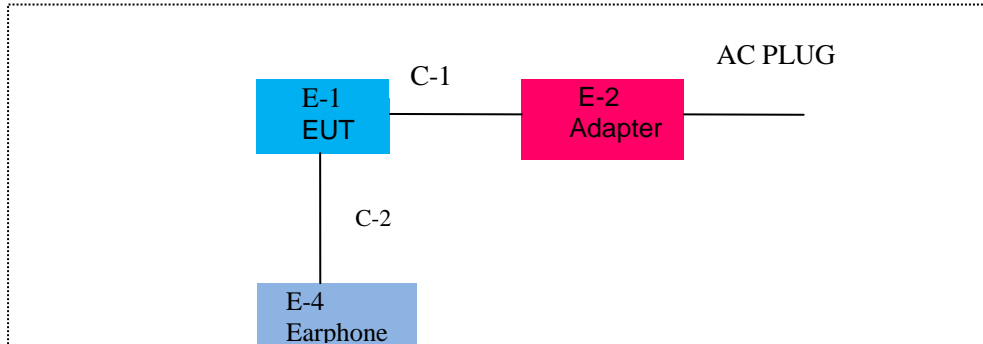 AC PLUG
C-1
E-1
EUT
E-2
Adapter
C-2
E-4
Earphone